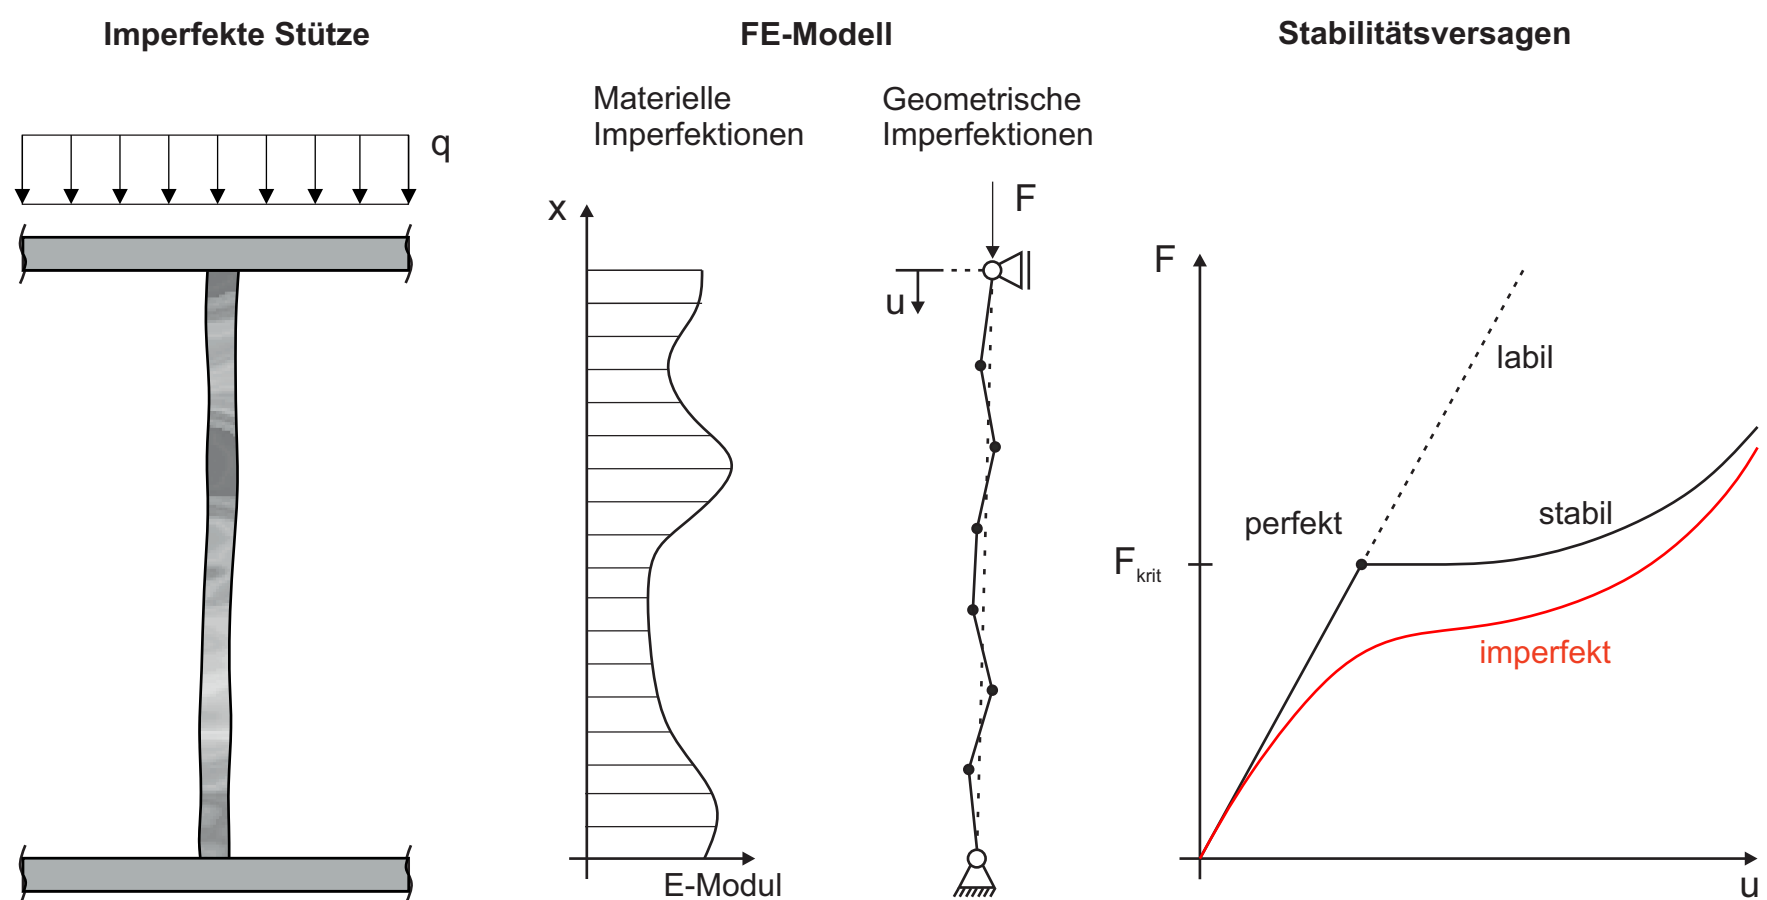 Imperfekte Stütze
FE-Modell
Stabilitätsversagen
Materielle
Imperfektionen
Geometrische
Imperfektionen
q
x
F
u
E-Modul
F
labil
perfekt
stabil
Fkrit
imperfekt
u